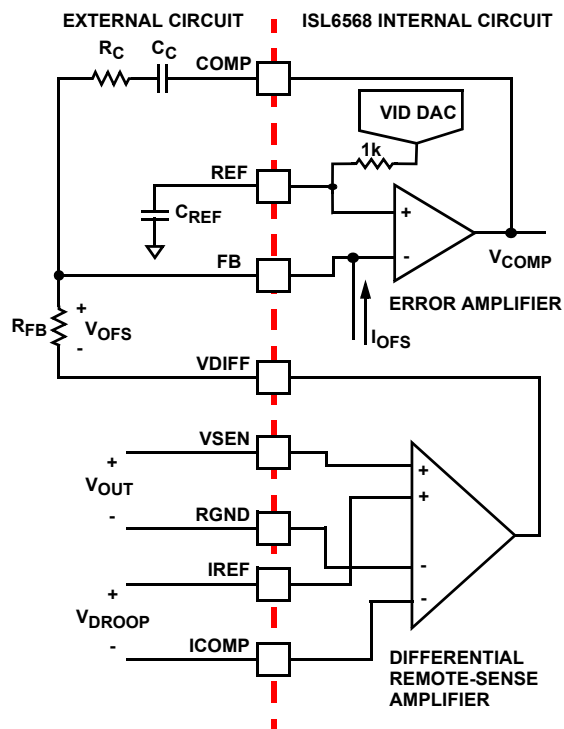 EXTERNAL CIRCUIT
ISL6568 INTERNAL CIRCUIT
RC
CC
COMP
VID DAC
1k
REF
CREF
+
-
VCOMP
FB
ERROR AMPLIFIER
IOFS
RFB
+
VOFS
-
VDIFF
VSEN
+
VOUT
-
RGND
IREF
+
VDROOP
-
ICOMP
+
+
-
-
DIFFERENTIAL
REMOTE-SENSE
AMPLIFIER